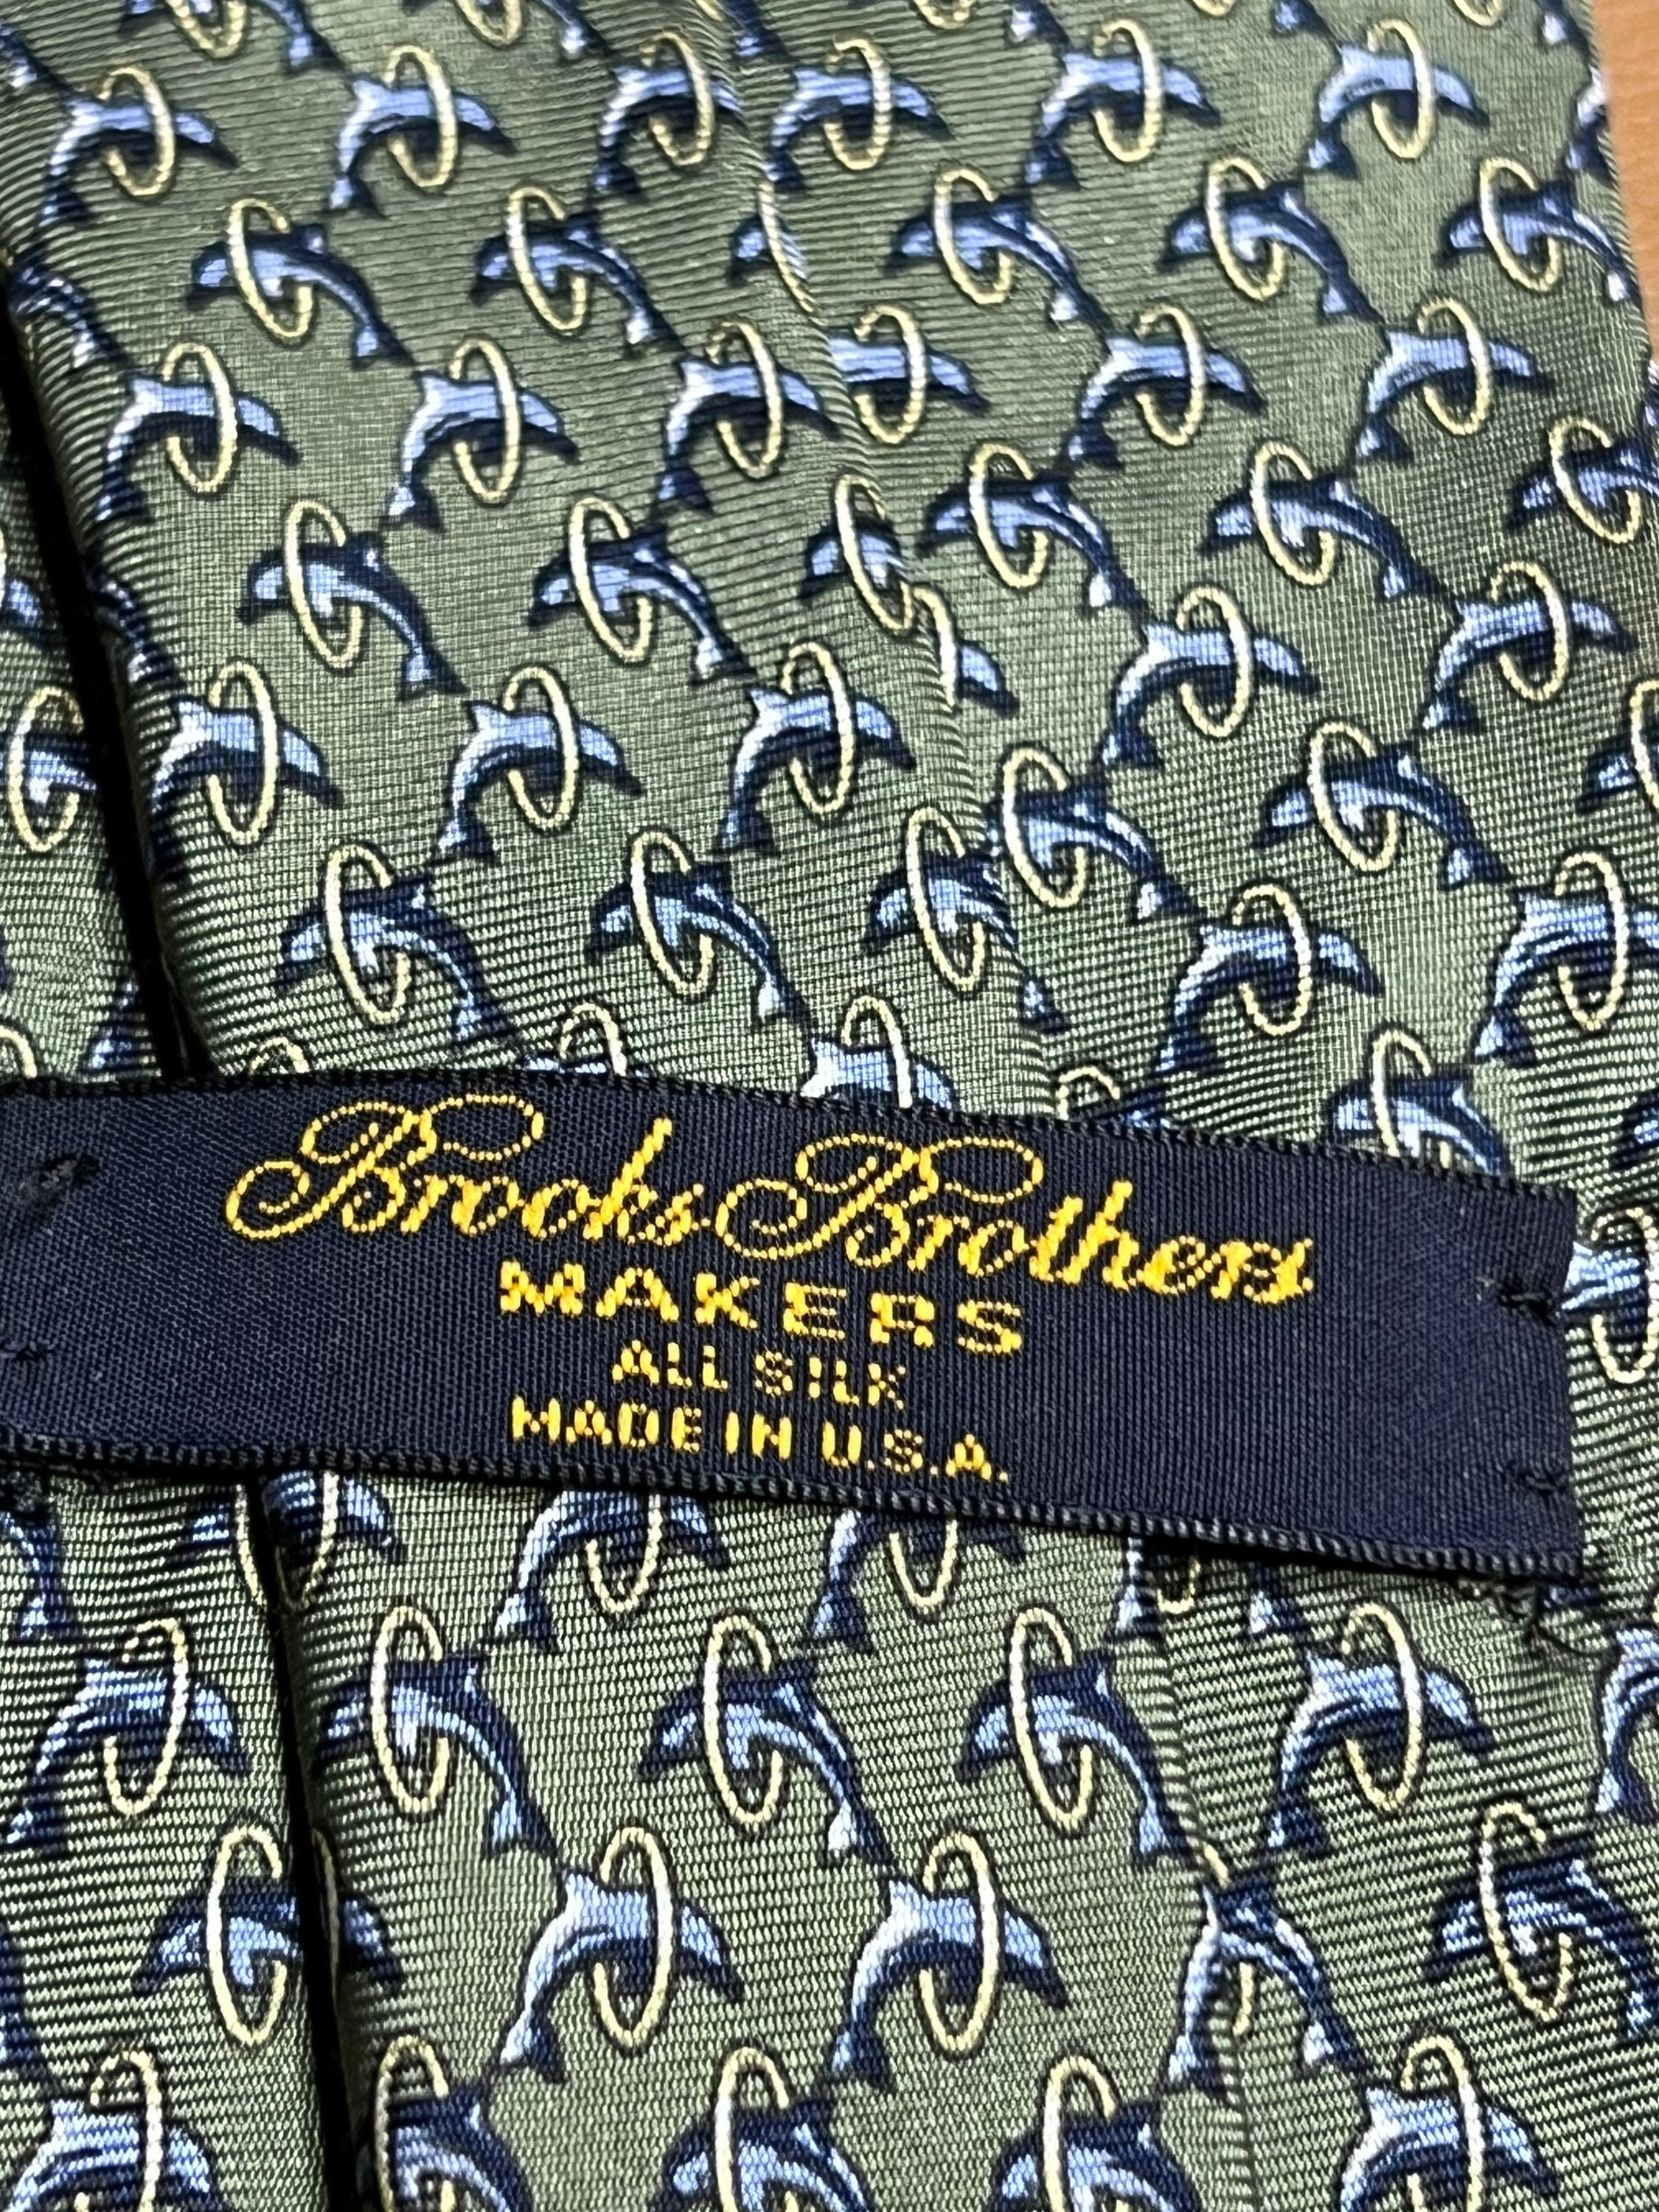 Brooks Brothers
MAKERS
ALL SILK
MADE IN U.S.A.